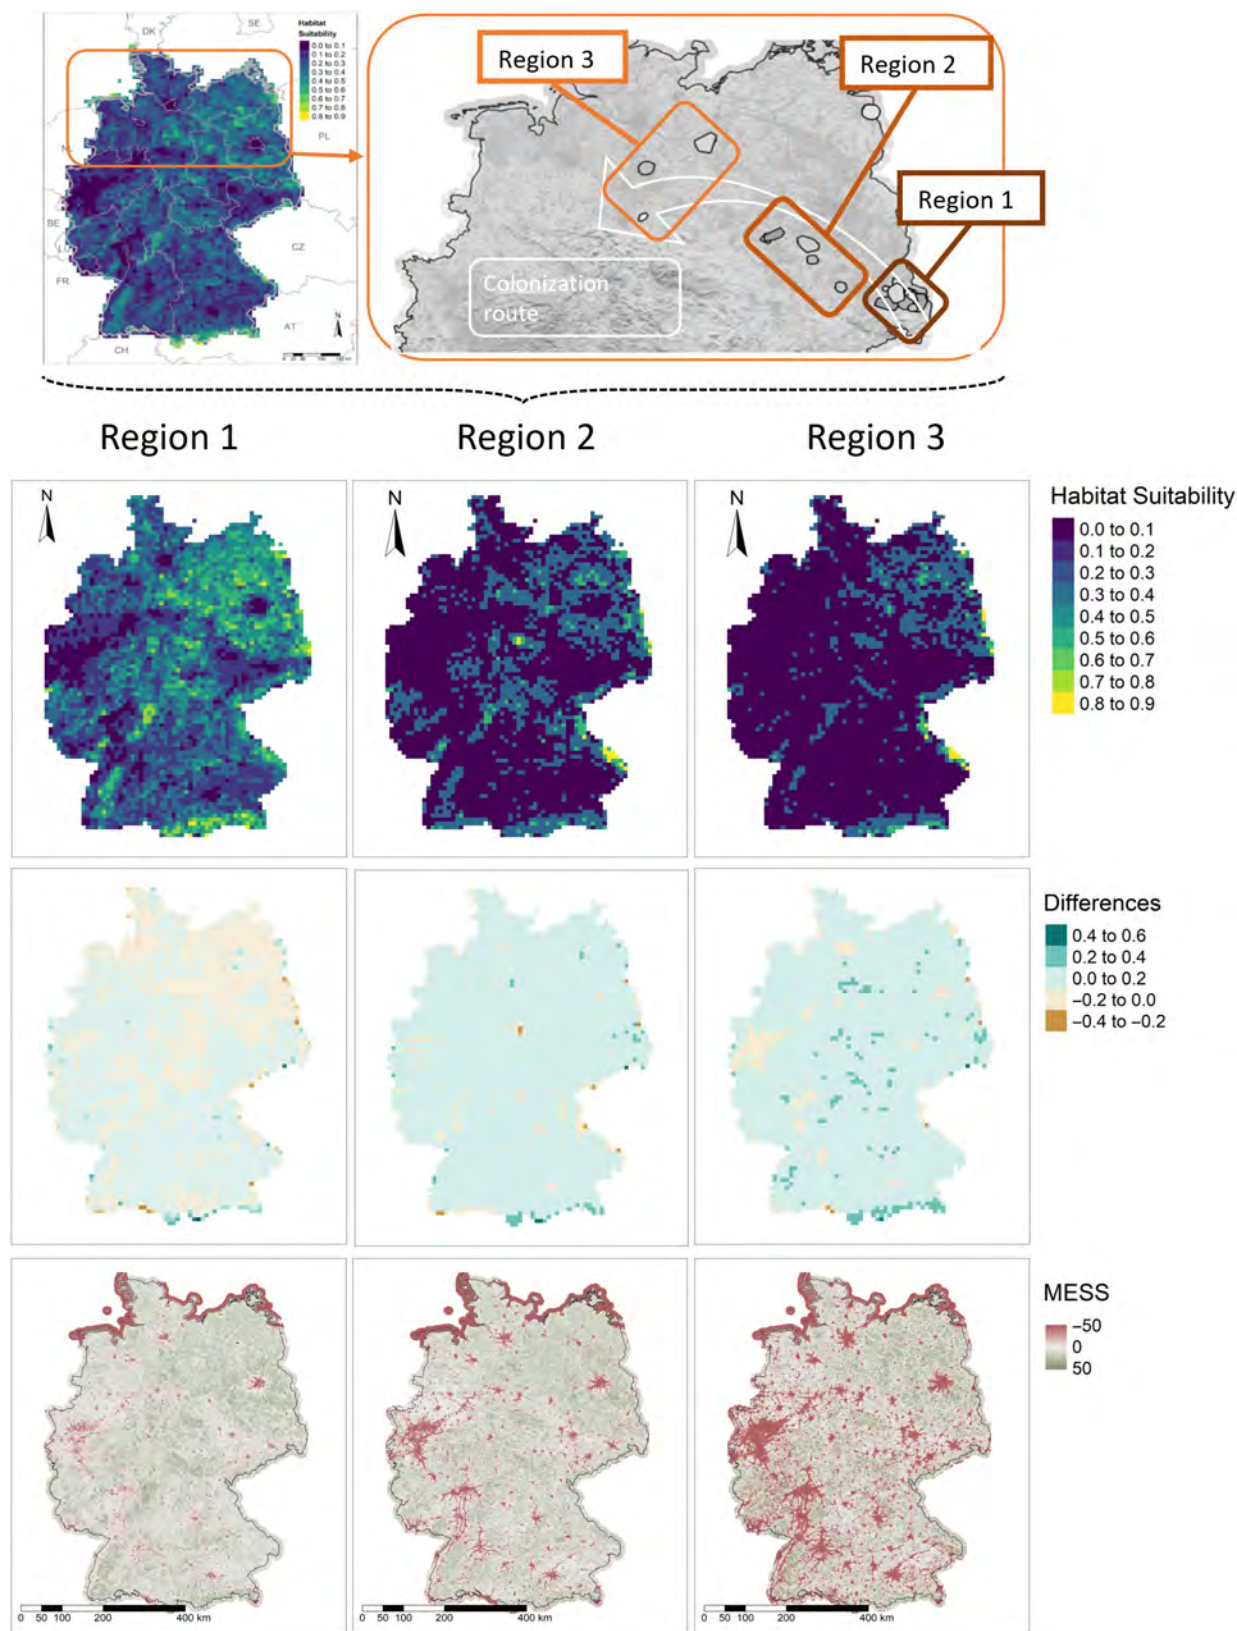 DK
SE
Habitat
Suitability
0.0 to 0.1
0.1 to 0.2
0.2 to 0.3
0.3 to 0.4
0.4 to 0.5
0.5 to 0.6
0.6 to 0.7
0.7 to 0.8
0.8 to 0.9
NL
PL
BE
LU
CZ
FR
AT
CH
N
Region 3
Region 2
Region 1
Colonization
route
Region 1
Region 2
Region 3
N
N
N
Habitat Suitability
0.0 to 0.1
0.1 to 0.2
0.2 to 0.3
0.3 to 0.4
0.4 to 0.5
0.5 to 0.6
0.6 to 0.7
0.7 to 0.8
0.8 to 0.9
Differences
0.4 to 0.6
0.2 to 0.4
0.0 to 0.2
−0.2 to 0.0
−0.4 to −0.2
MESS
−50
0
50
0 50 100 200 400 km
0 50 100 200 400 km
0 50 100 200 400 km